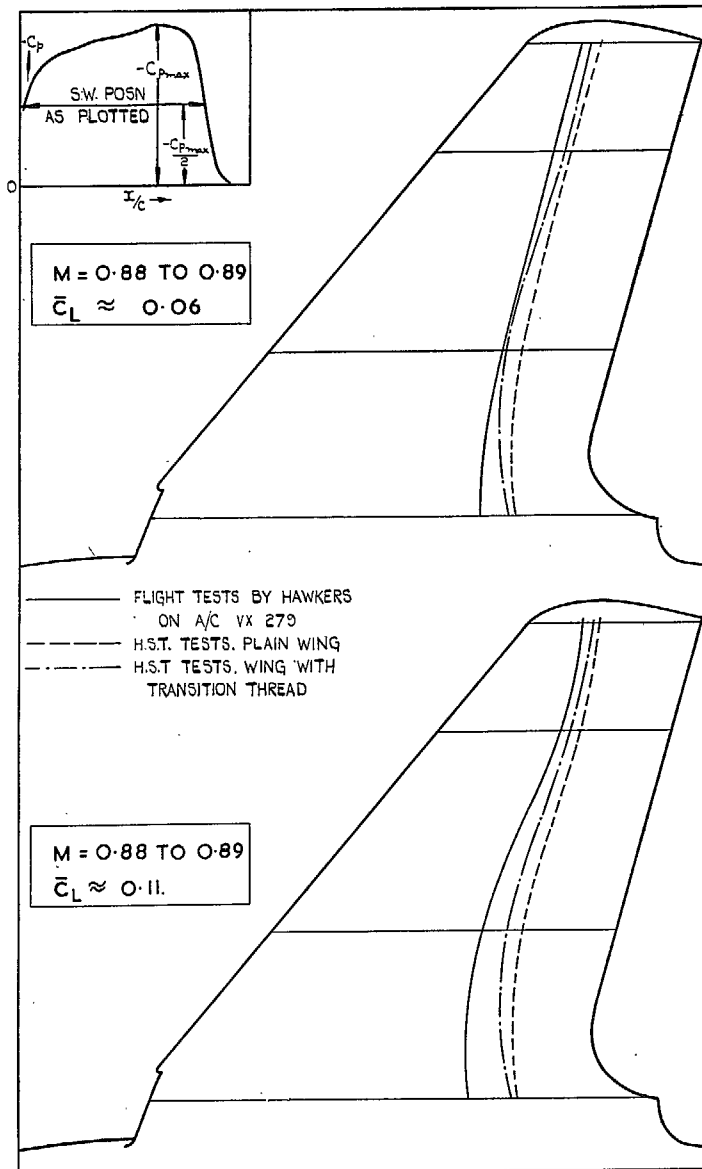 -Cp
-Cpmax
S.W. POSN
AS PLOTTED
-Cpmax
2
O
x/c →
M = 0·88 TO 0·89
C̄L ≈ 0·06
FLIGHT TESTS BY HAWKERS
ON A/C VX 279
H.S.T. TESTS. PLAIN WING
H.S.T TESTS, WING WITH
TRANSITION THREAD
M = 0·88 TO 0·89
C̄L ≈ 0·11.